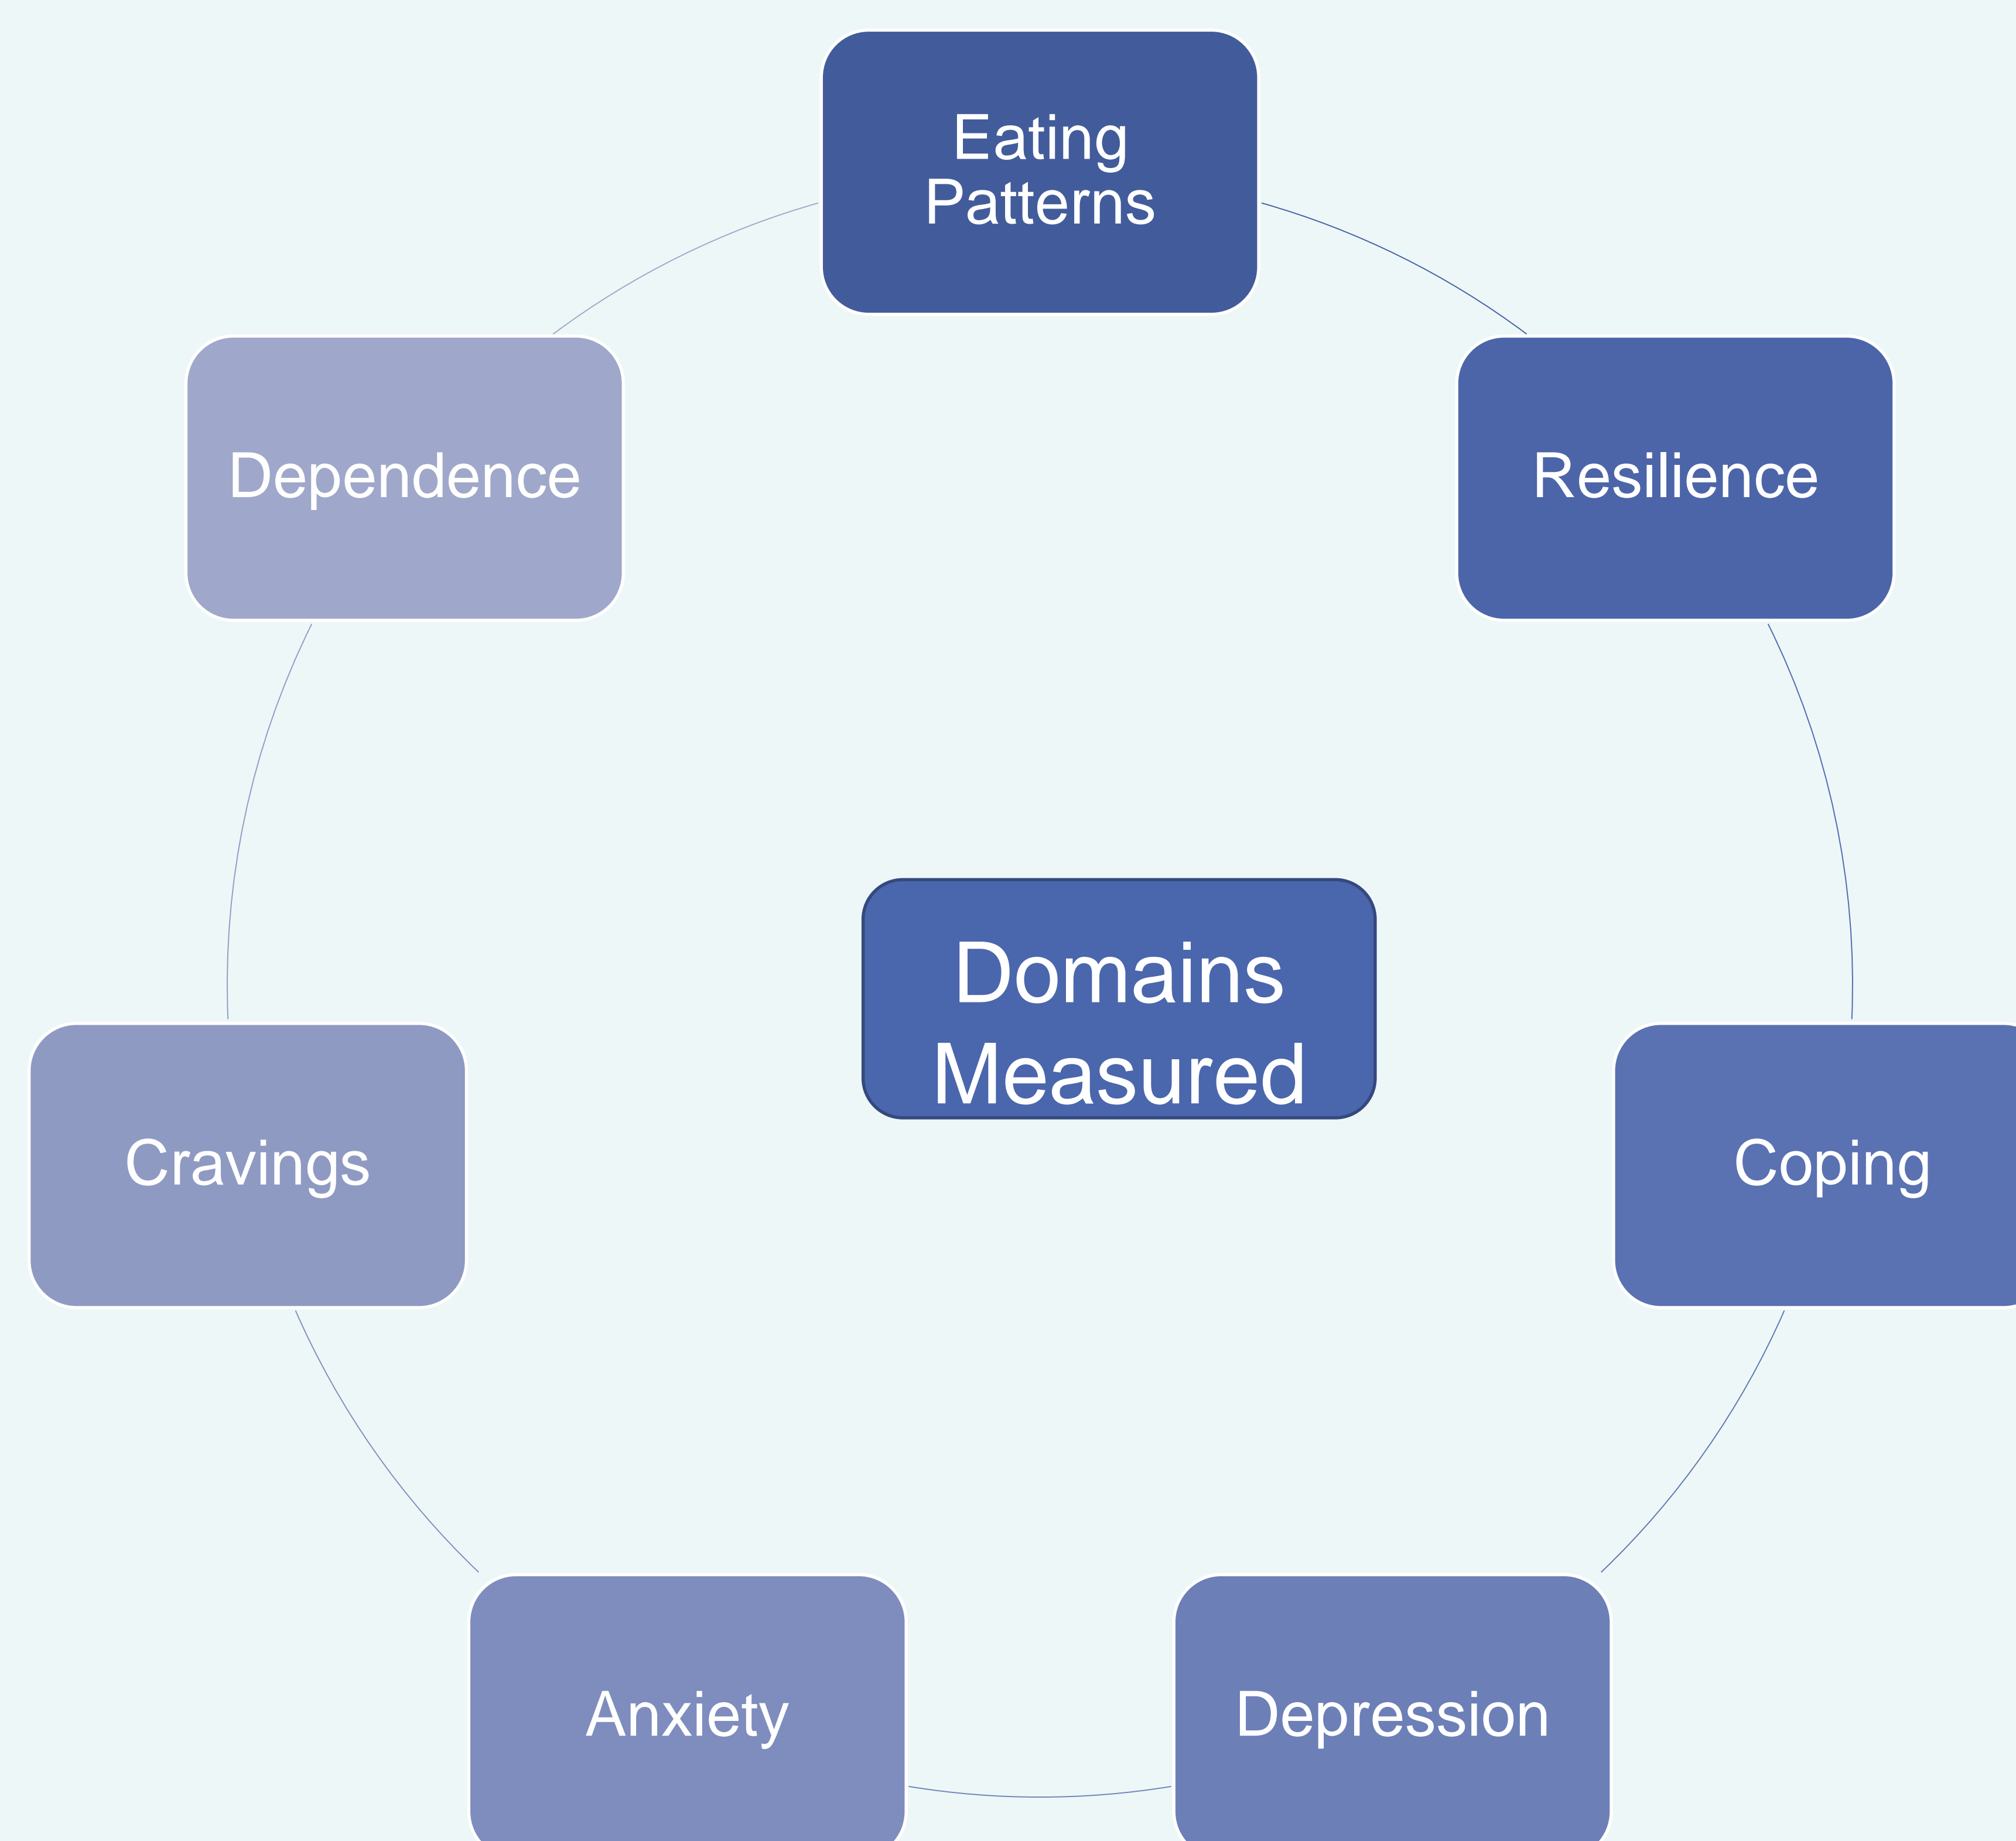 Eating
Patterns
Dependence
Resilience
Domains
Measured
Cravings
Coping
Anxiety
Depression